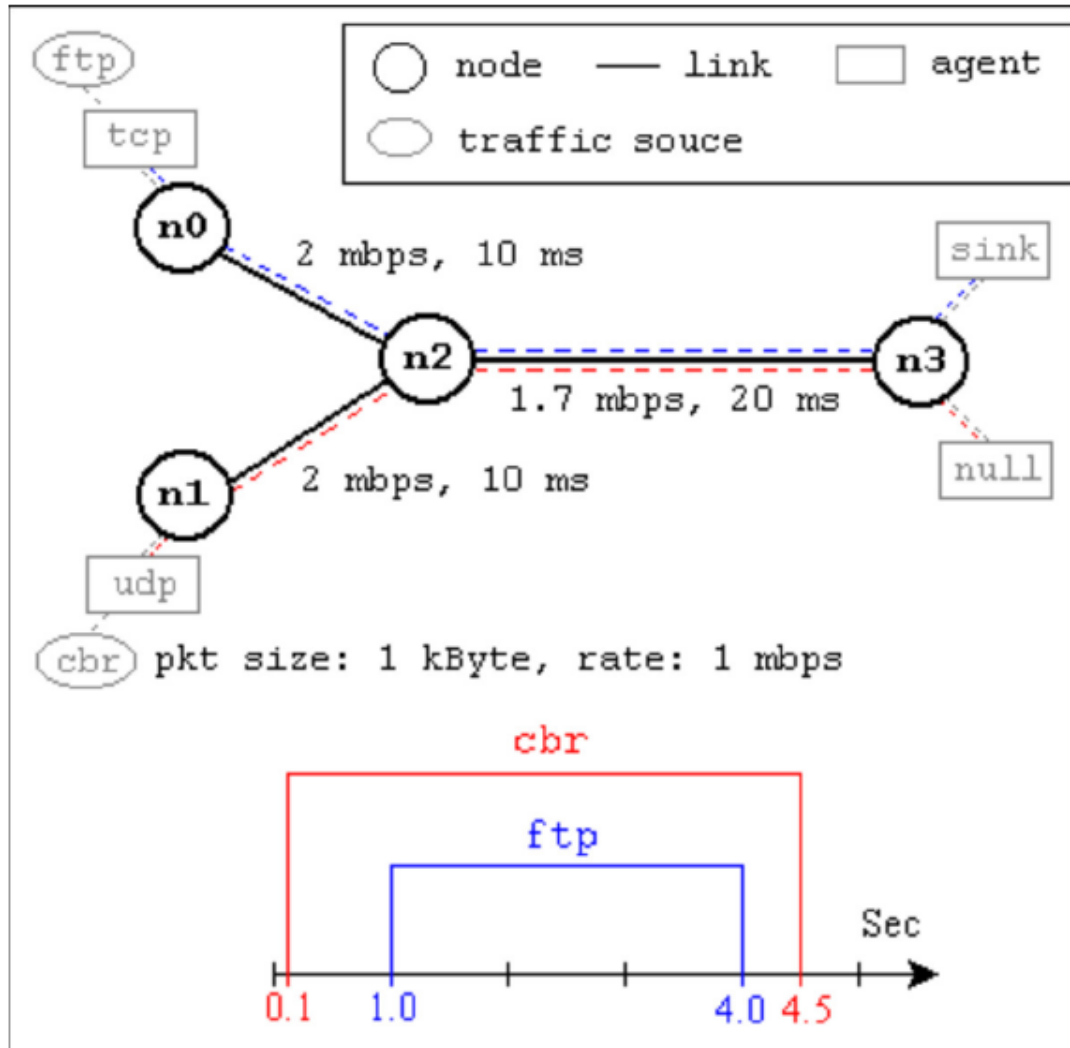 ftp
node link agent
traffic souce
tcp
n0
2 mbps, 10 ms
sink
n2
n3
1.7 mbps, 20 ms
n1
2 mbps, 10 ms
null
udp
cbr pkt size: 1 kByte, rate: 1 mbps
cbr
ftp
Sec
0.1 1.0 4.0 4.5